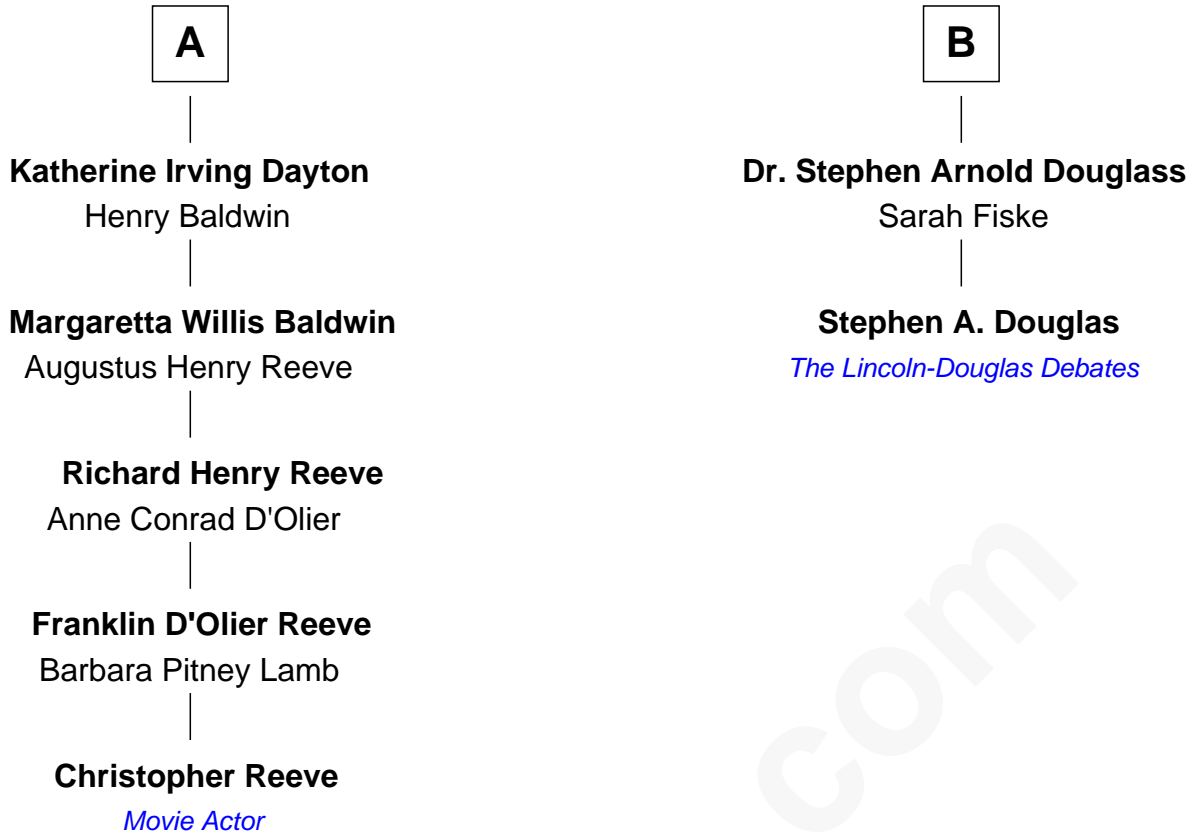 A
Katherine Irving Dayton
Henry Baldwin
Margaretta Willis Baldwin
Augustus Henry Reeve
Richard Henry Reeve
Anne Conrad D'Olier
Franklin D'Olier Reeve
Barbara Pitney Lamb
Christopher Reeve
Movie Actor
B
Dr. Stephen Arnold Douglass
Sarah Fiske
Stephen A. Douglas
The Lincoln-Douglas Debates
com